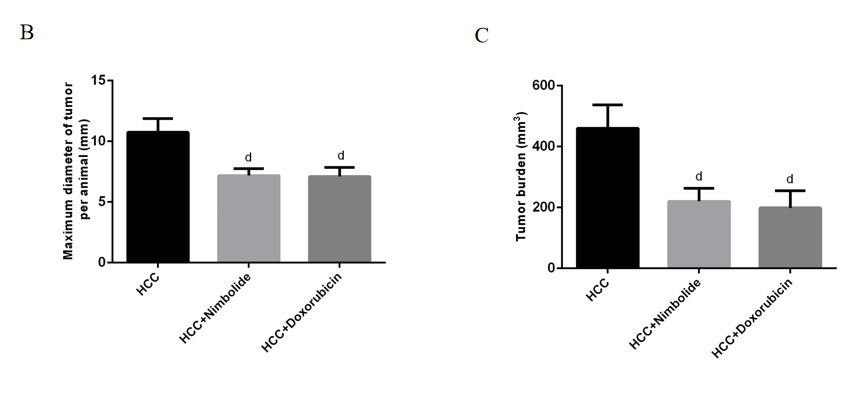 B
Maximum diameter of tumor
per animal (mm)
15
10
5
0
d
d
HCC
HCC+Nimbolide
HCC+Doxorubicin
C
Tumor burden (mm³)
600
400
200
0
d
d
HCC
HCC+Nimbolide
HCC+Doxorubicin